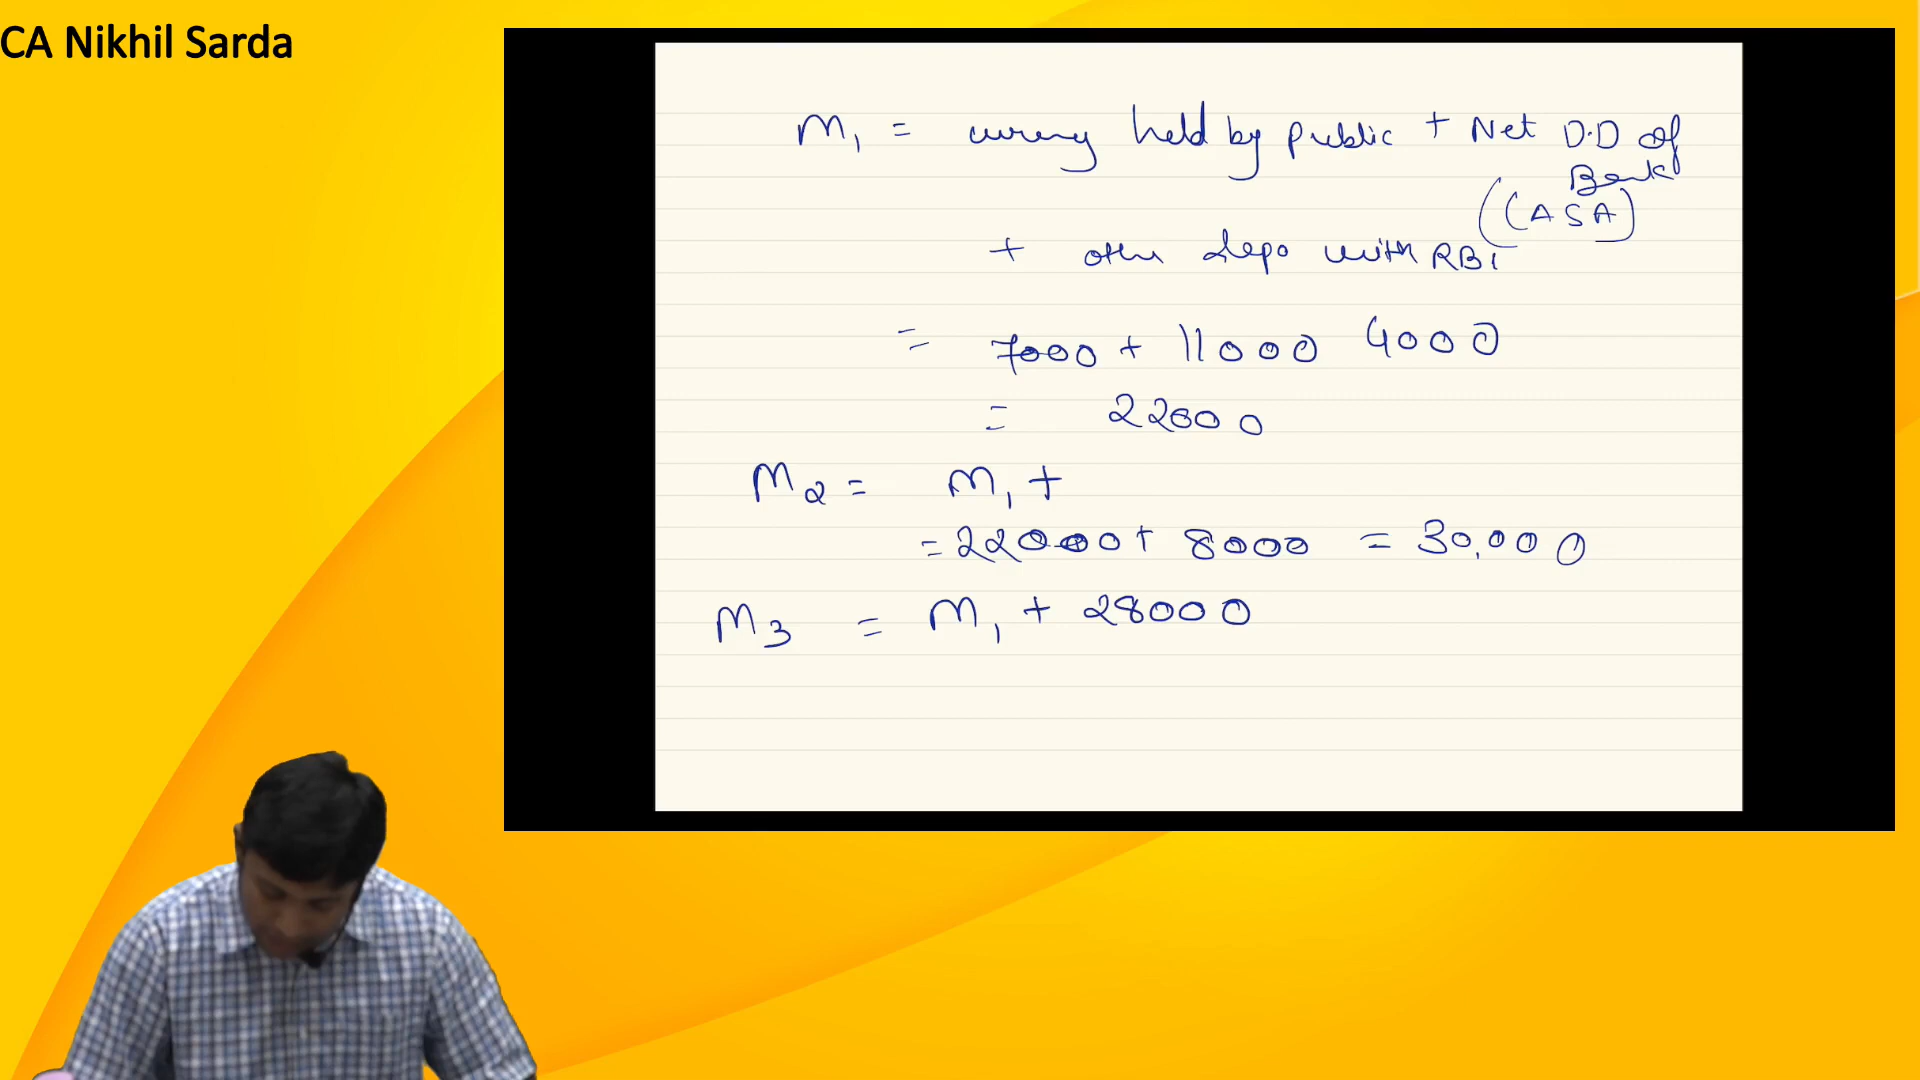 CA Nikhil Sarda
M1 = currency held by public + Net D.D of
Bank
(CASA)
+ other depo with RBI
= 7000 + 11000 4000
= 22000
M2 = M1 +
= 22000 + 8000 = 30,000
M3 = M1 + 28000